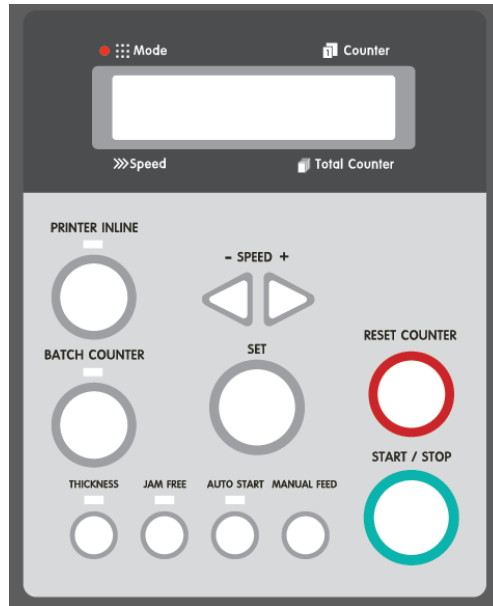 Mode
1 Counter
Speed
Total Counter
PRINTER INLINE
- SPEED +
BATCH COUNTER
SET
RESET COUNTER
START / STOP
THICKNESS
JAM FREE
AUTO START
MANUAL FEED